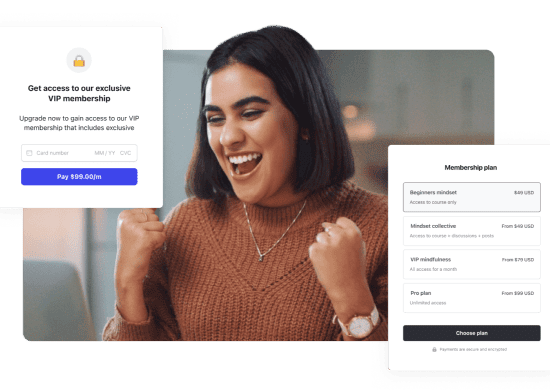 Get access to our exclusive
VIP membership
Upgrade now to gain access to our VIP
membership that includes exclusive
Card number MM / YY CVC
Pay $99.00/m
Membership plan
Beginners mindset $49 USD
Access to course only
Mindset collective From $49 USD
Access to course + discussions + posts
VIP mindfulness From $79 USD
All access for a month
Pro plan From $99 USD
Unlimited access
Choose plan
Payments are secure and encrypted